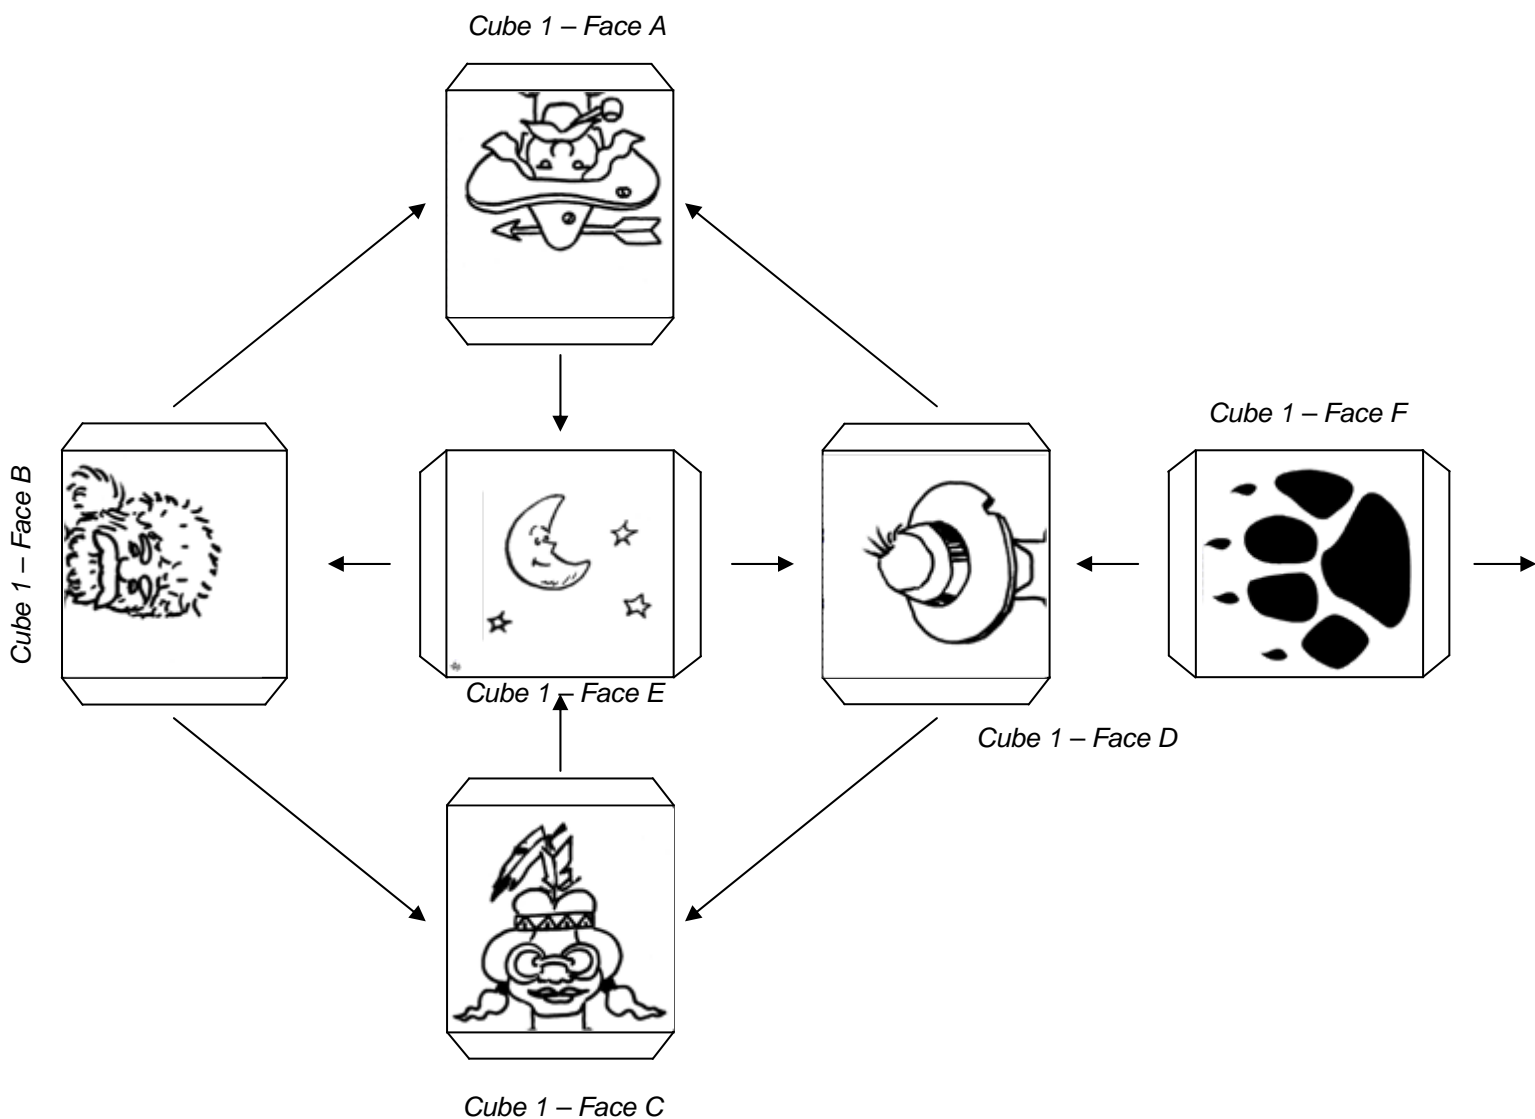 Cube 1 – Face A
Cube 1 – Face F
Cube 1 – Face B
Cube 1 – Face E
Cube 1 – Face D
Cube 1 – Face C